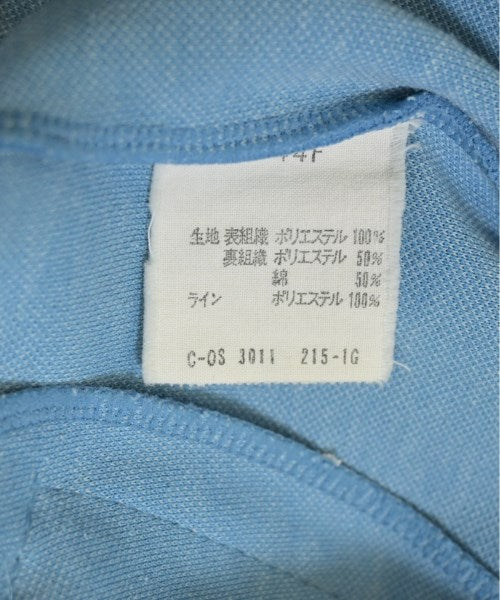 生地 表組織 ポリエステル 100%
裏組織 ポリエステル 50%
綿 50%
ライン ポリエステル 100%
C-OS 3011 215-1G